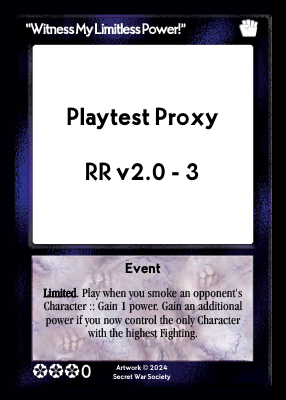 "Witness My Limitless Power!"
Playtest Proxy
RR v2.0 - 3
Event
Limited. Play when you smoke an opponent's
Character :: Gain 1 power. Gain an additional
power if you now control the only Character
with the highest Fighting.
0
Artwork © 2024
Secret War Society